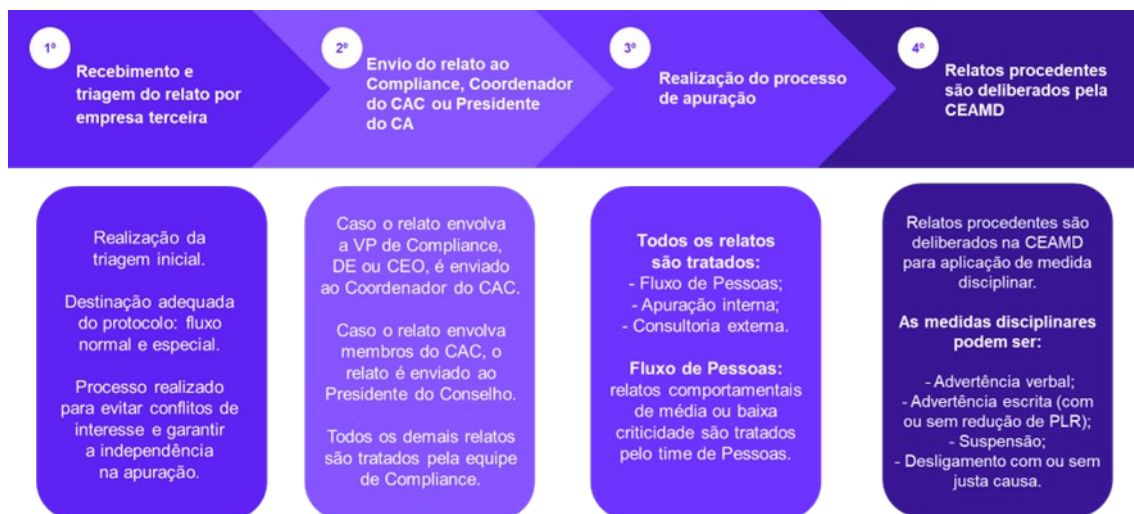 1º
Recebimento e
triagem do relato por
empresa terceira
2º
Envio do relato ao
Compliance, Coordenador
do CAC ou Presidente
do CA
3º
Realização do processo
de apuração
4º
Relatos procedentes
são deliberados pela
CEAMD
Realização da
triagem inicial.
Destinação adequada
do protocolo: fluxo
normal e especial.
Processo realizado
para evitar conflitos de
interesse e garantir
a independência
na apuração.
Caso o relato envolva
a VP de Compliance,
DE ou CEO, é enviado
ao Coordenador do CAC.
Caso o relato envolva
membros do CAC, o
relato é enviado ao
Presidente do Conselho.
Todos os demais relatos
são tratados pela equipe
de Compliance.
Todos os relatos
são tratados:
- Fluxo de Pessoas;
- Apuração interna;
- Consultoria externa.
Fluxo de Pessoas:
relatos comportamentais
de média ou baixa
criticidade são tratados
pelo time de Pessoas.
Relatos procedentes são
deliberados na CEAMD
para aplicação de medida
disciplinar.
As medidas disciplinares
podem ser:
- Advertência verbal;
- Advertência escrita (com
ou sem redução de PLR);
- Suspensão;
- Desligamento com ou sem
justa causa.